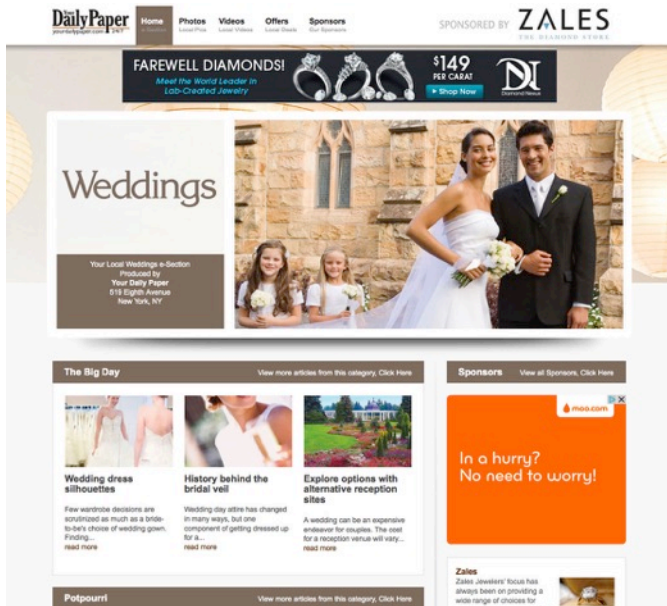 Your
Daily Paper
yourdailypaper.com • 24/7
Home
e-Section
Photos
Local Pics
Videos
Local Videos
Offers
Local Deals
Sponsors
Our Sponsors
SPONSORED BY
ZALES
THE DIAMOND STORE
FAREWELL DIAMONDS!
Meet the World Leader in
Lab-Created Jewelry
$149
PER CARAT
Shop Now
Diamond Nexus
Weddings
Your Local Weddings e-Section
Produced by
Your Daily Paper
519 Eighth Avenue
New York, NY
The Big Day
View more articles from this category, Click Here
Wedding dress
silhouettes
Few wardrobe decisions are
scrutinized as much as a bride-
to-be's choice of wedding gown.
Finding...
read more
History behind the
bridal veil
Wedding day attire has changed
in many ways, but one
component of getting dressed up
for a...
read more
Explore options with
alternative reception
sites
A wedding can be an expensive
endeavor for couples. The cost
for a reception venue will vary...
read more
Sponsors
View all Sponsors, Click Here
moo.com
In a hurry?
No need to worry!
Zales
Zales Jewelers' focus has
always been on providing a
wide range of choices for
Potpourri
View more articles from this category, Click Here